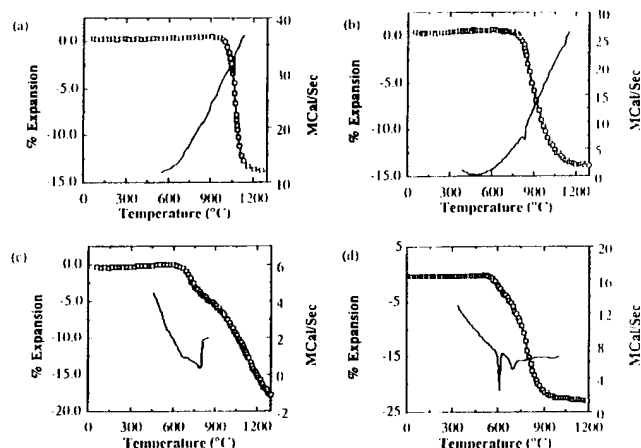 (a)
0.0
-5.0
-10.0
-15.0
% Expansion
40
30
20
10
MCal/Sec
0 300 600 900 1300
Temperature (°C)
(b)
0.0
-5.0
-10.0
-15.0
% Expansion
30
25
20
15
10
5
0
MCal/Sec
0 300 600 900 1300
Temperature (°C)
(c)
0.0
-5.0
-10.0
-15.0
-20.0
% Expansion
6
4
2
0
-2
MCal/Sec
0 300 600 900 1200
Temperature (°C)
(d)
5
-5
-15
-25
% Expansion
20
16
12
8
4
0
MCal/Sec
0 300 600 900 1200
Temperature (°C)